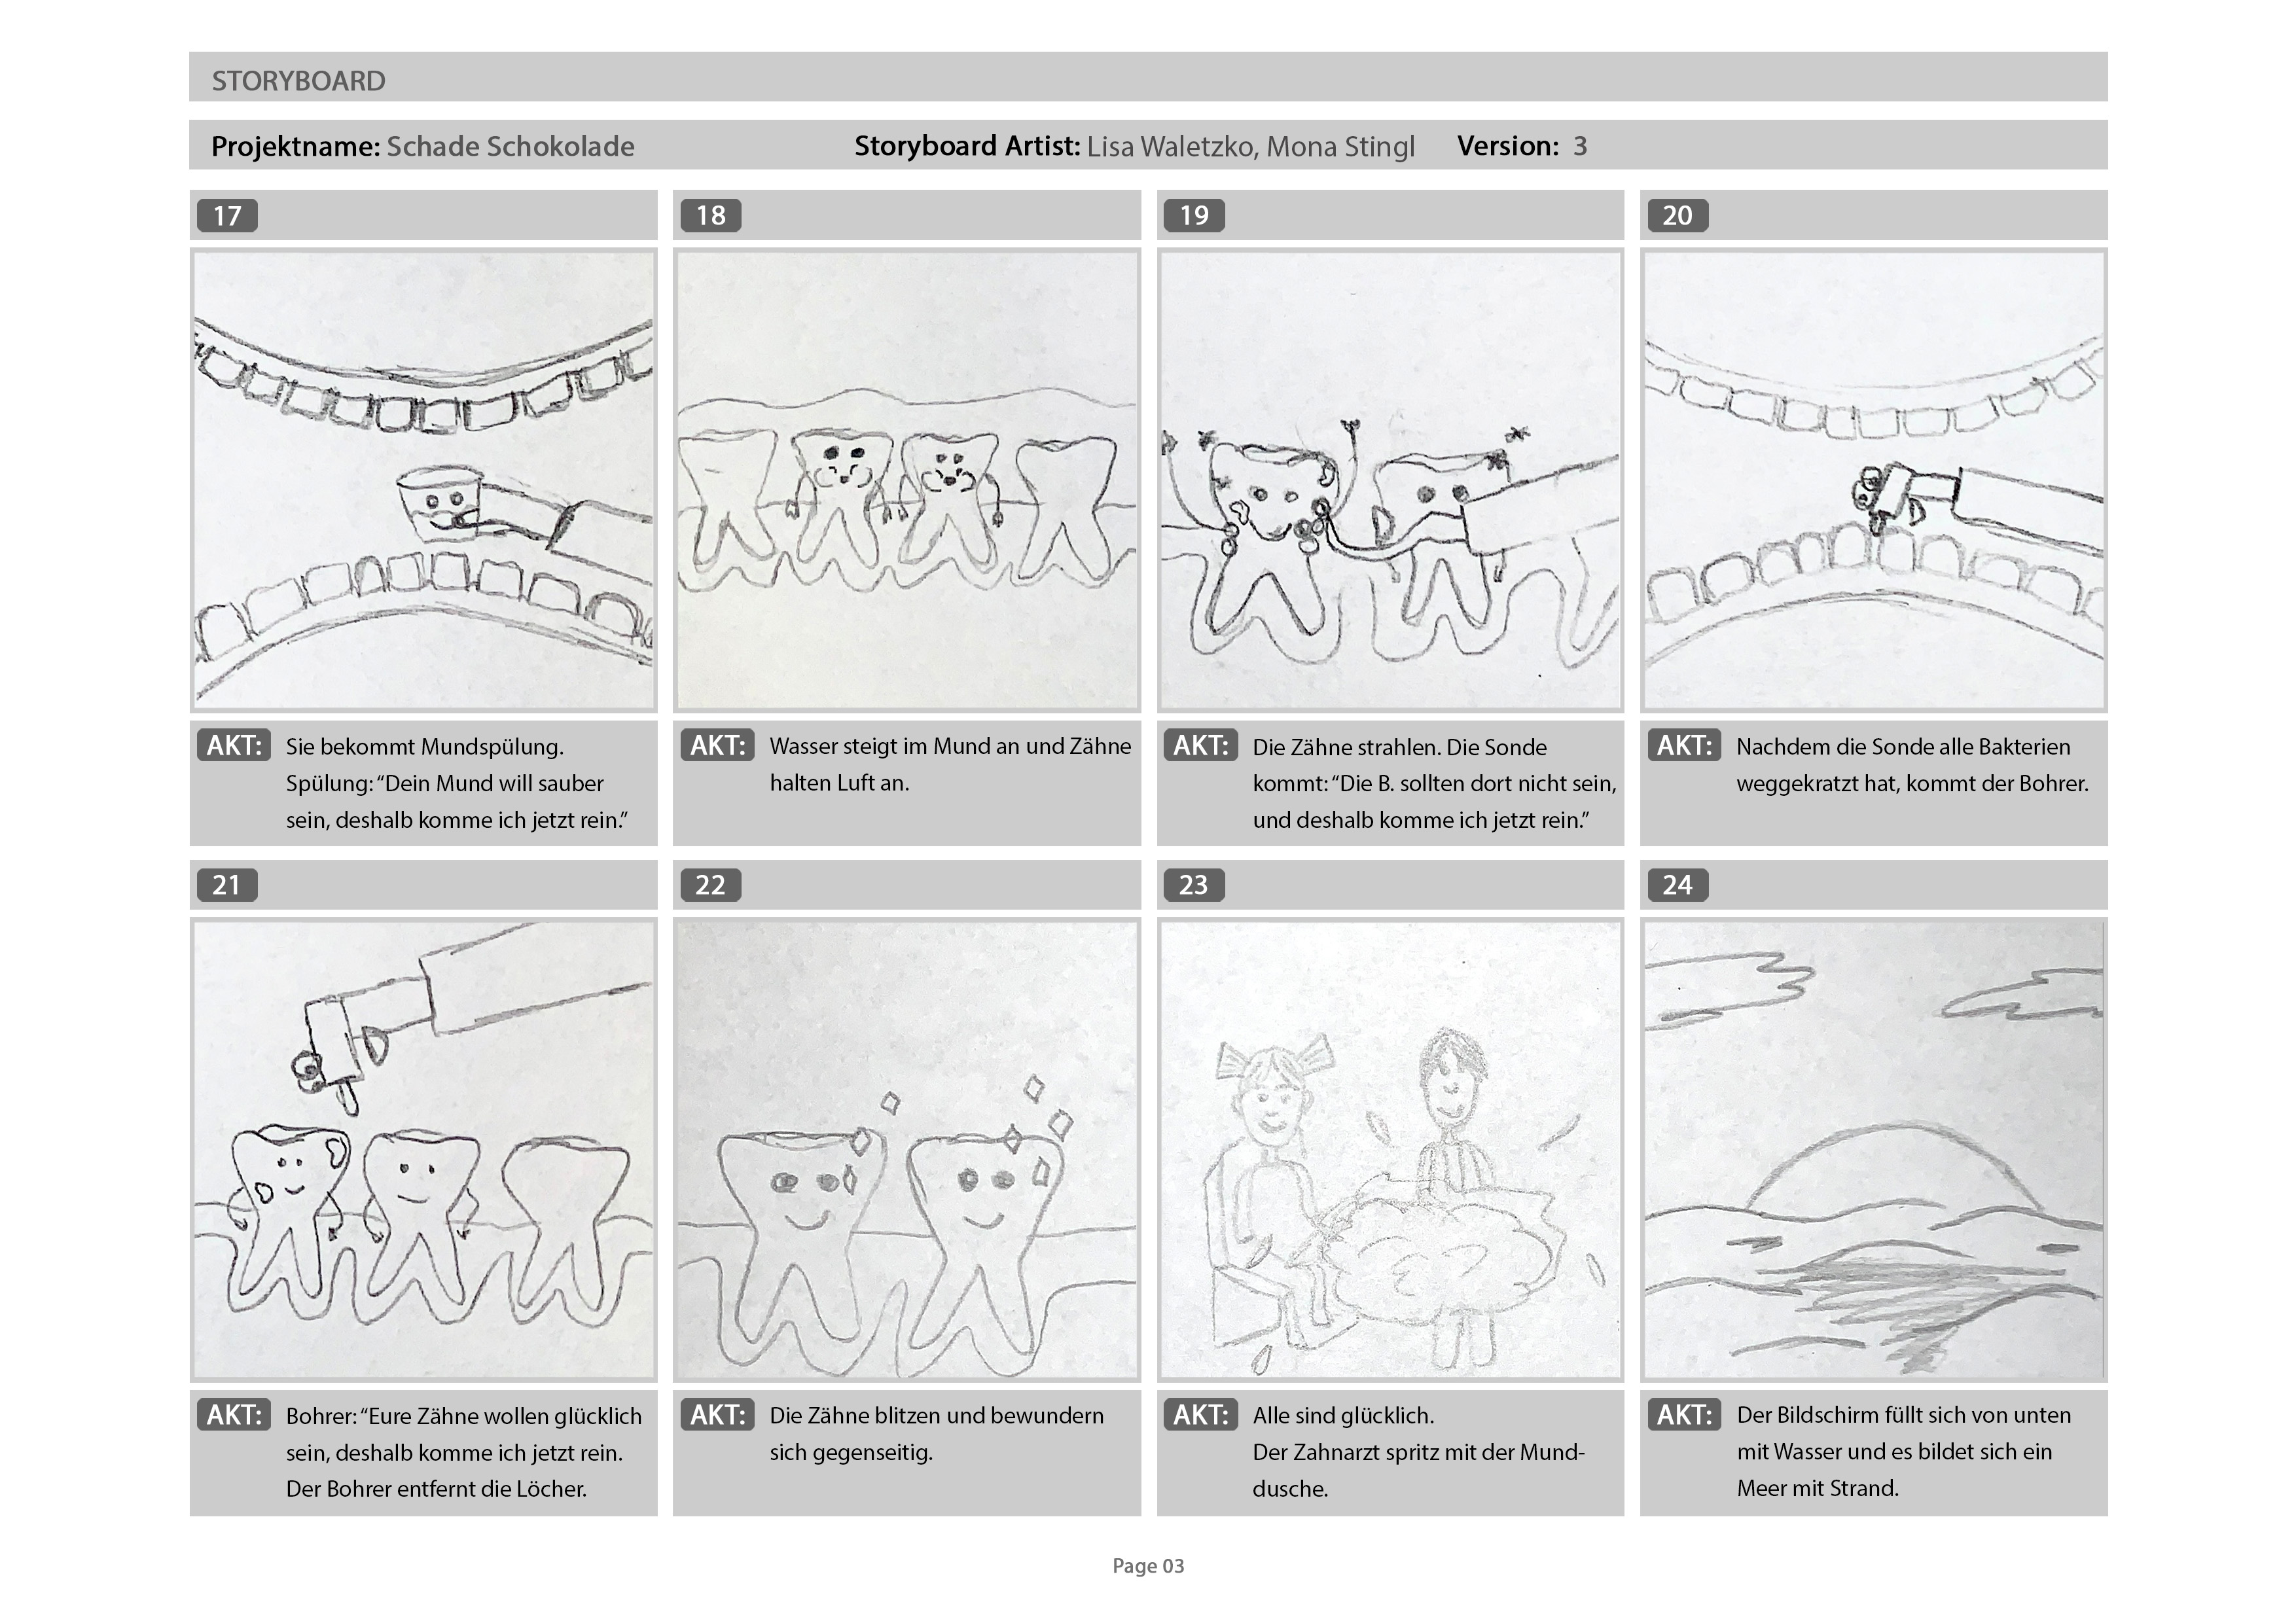 STORYBOARD
Projektname: Schade Schokolade Storyboard Artist: Lisa Waletzko, Mona Stingl Version: 3
17
18
19
20
AKT: Sie bekommt Mundspülung.
Spülung: “Dein Mund will sauber
sein, deshalb komme ich jetzt rein.”
AKT: Wasser steigt im Mund an und Zähne
halten Luft an.
AKT: Die Zähne strahlen. Die Sonde
kommt: “Die B. sollten dort nicht sein,
und deshalb komme ich jetzt rein.”
AKT: Nachdem die Sonde alle Bakterien
weggekratzt hat, kommt der Bohrer.
21
22
23
24
AKT: Bohrer: “Eure Zähne wollen glücklich
sein, deshalb komme ich jetzt rein.
Der Bohrer entfernt die Löcher.
AKT: Die Zähne blitzen und bewundern
sich gegenseitig.
AKT: Alle sind glücklich.
Der Zahnarzt spritz mit der Mund-
dusche.
AKT: Der Bildschirm füllt sich von unten
mit Wasser und es bildet sich ein
Meer mit Strand.
Page 03